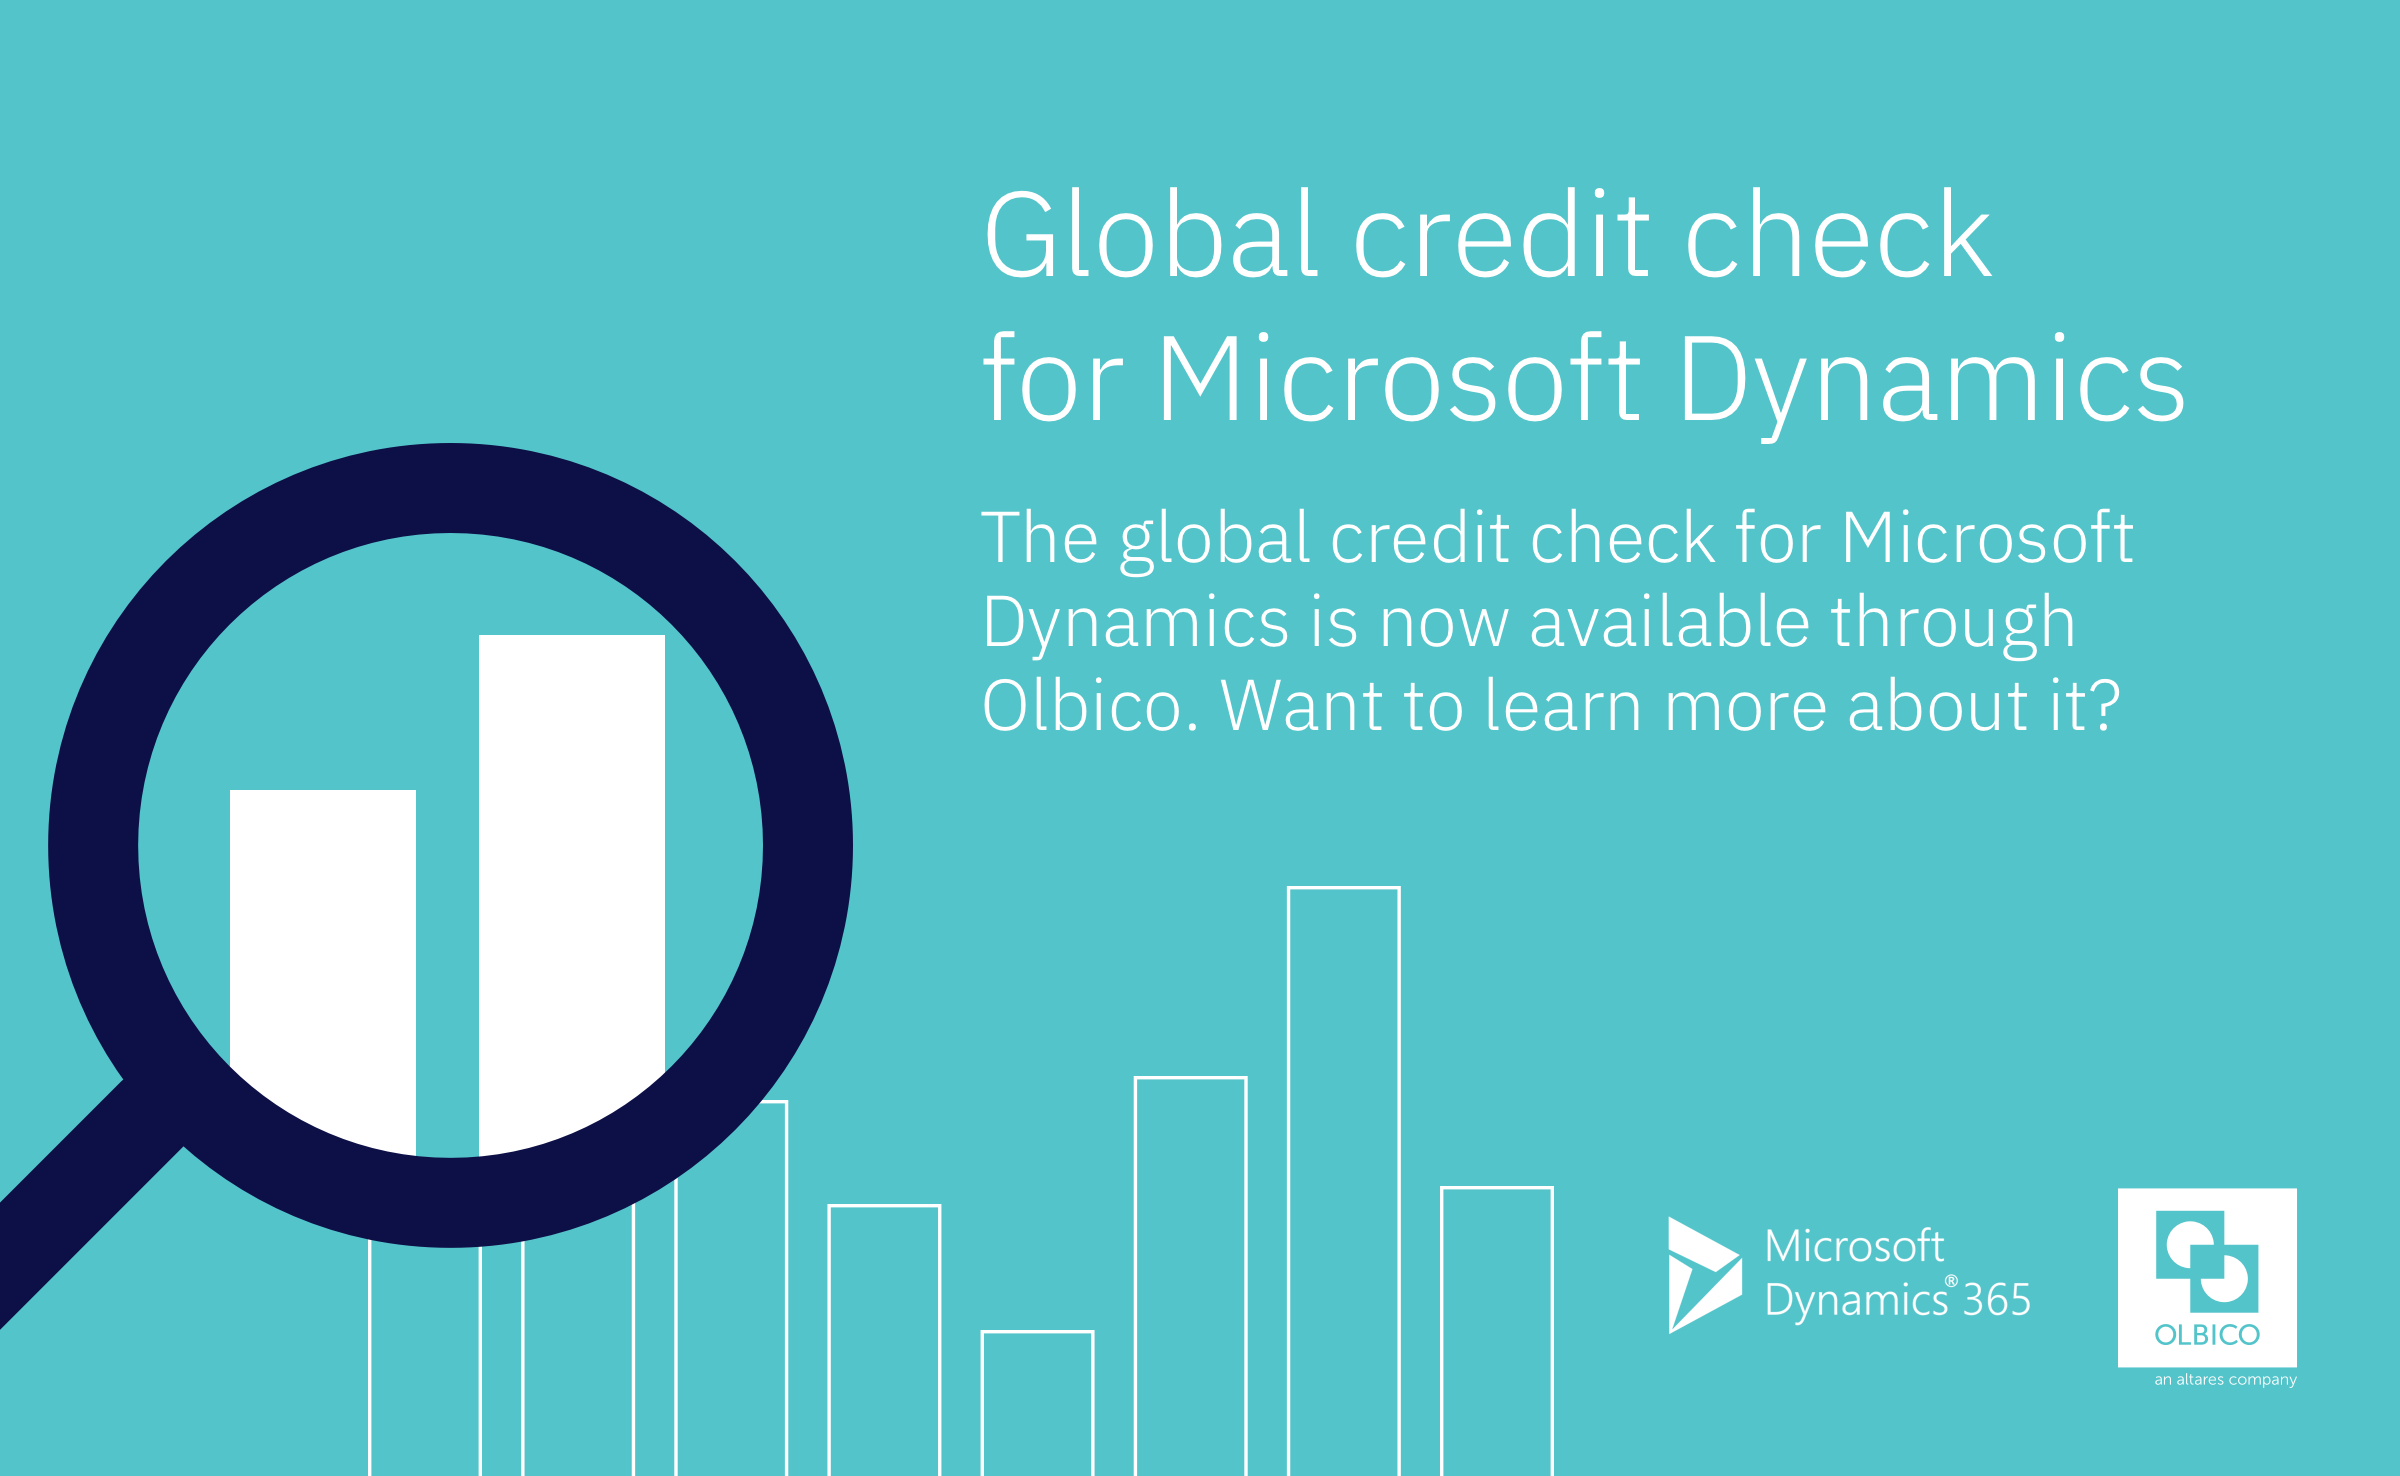 Global credit check
for Microsoft Dynamics
The global credit check for Microsoft
Dynamics is now available through
Olbico. Want to learn more about it?
Microsoft
Dynamics® 365
OLBICO
an altares company